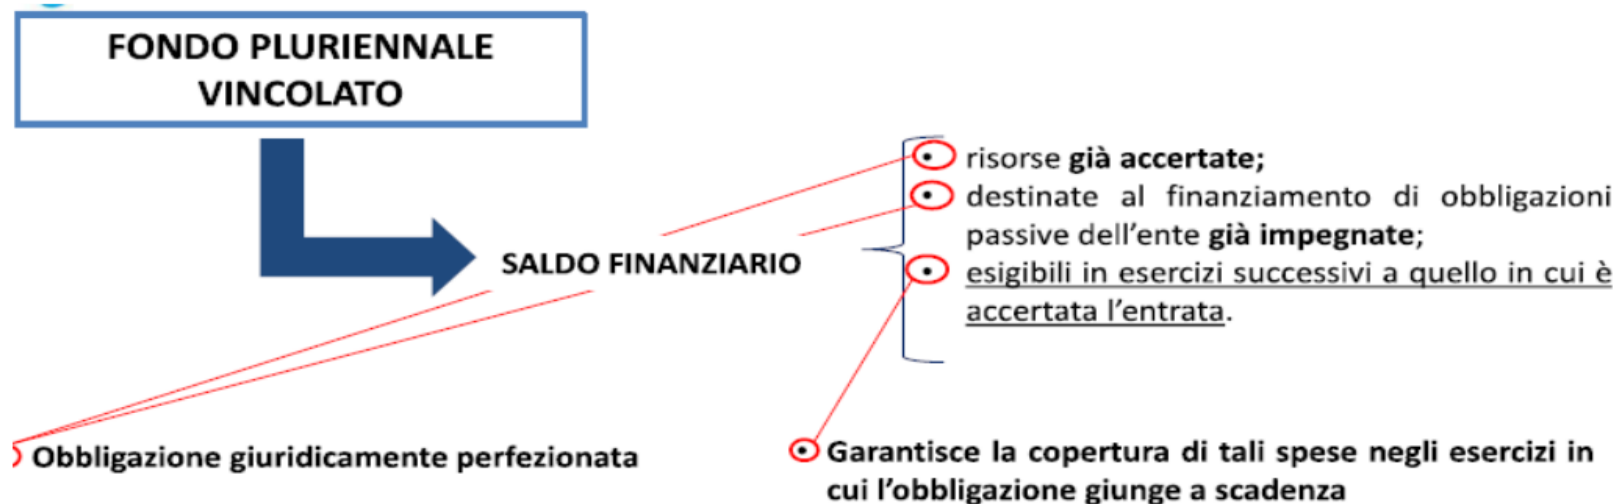 FONDO PLURIENNALE
VINCOLATO
• risorse già accertate;
• destinate al finanziamento di obbligazioni
passive dell'ente già impegnate;
SALDO FINANZIARIO
• esigibili in esercizi successivi a quello in cui è
accertata l'entrata.
Obbligazione giuridicamente perfezionata
• Garantisce la copertura di tali spese negli esercizi in
cui l'obbligazione giunge a scadenza